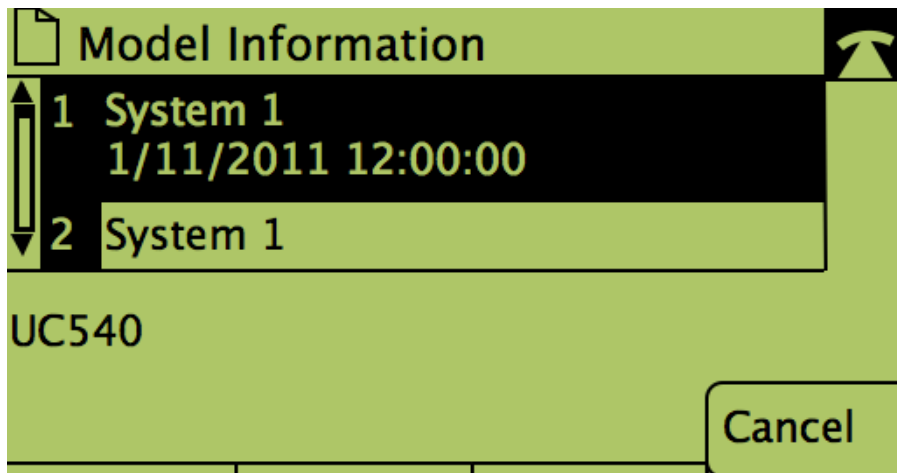 Model Information
1 System 1
1/11/2011 12:00:00
2 System 1
UC540
Cancel